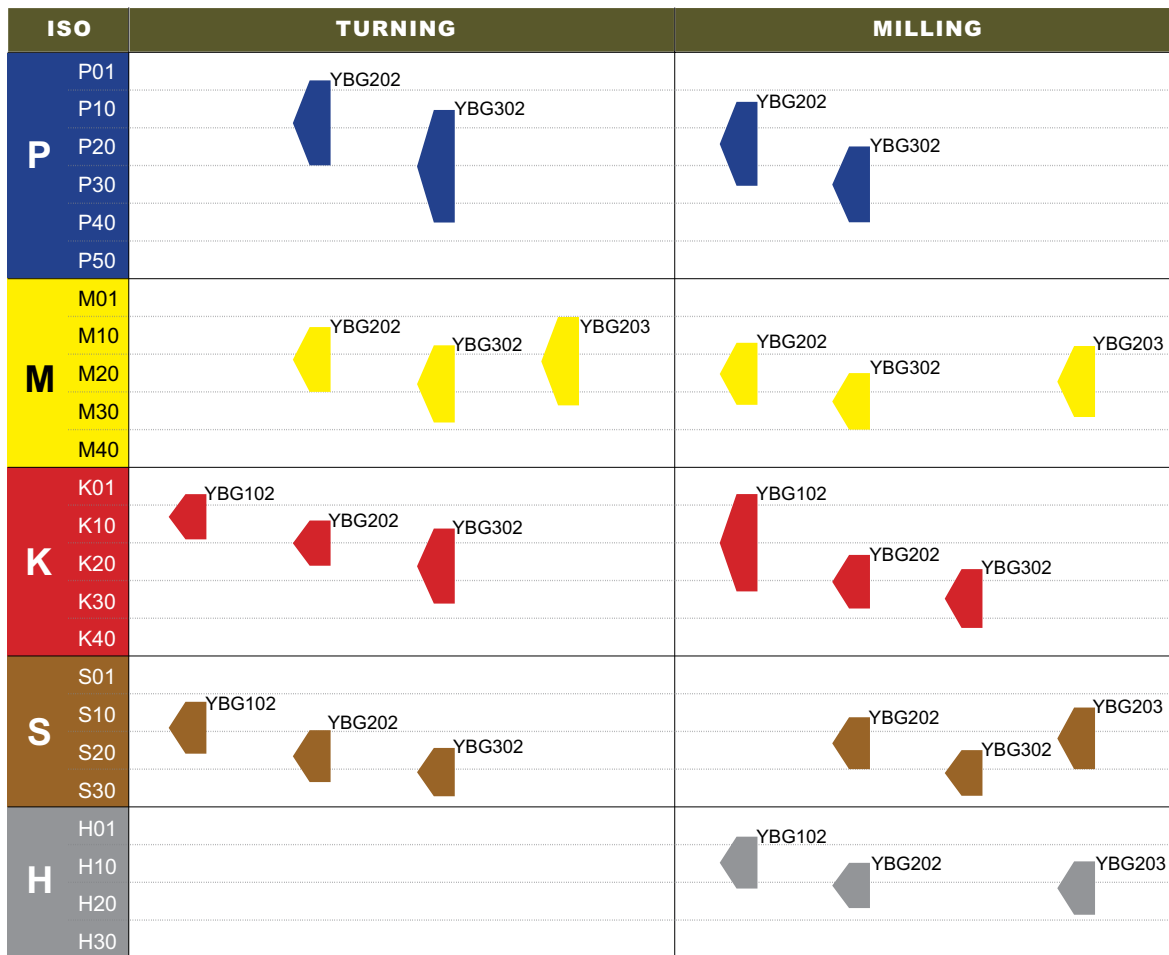 ISO TURNING MILLING
P
P01
P10
P20
P30
P40
P50
YBG202
YBG302
YBG202
YBG302
M
M01
M10
M20
M30
M40
YBG202
YBG302
YBG203
YBG202
YBG302
YBG203
K
K01
K10
K20
K30
K40
YBG102
YBG202
YBG302
YBG102
YBG202
YBG302
S
S01
S10
S20
S30
YBG102
YBG202
YBG302
YBG202
YBG302
YBG203
H
H01
H10
H20
H30
YBG102
YBG202
YBG203